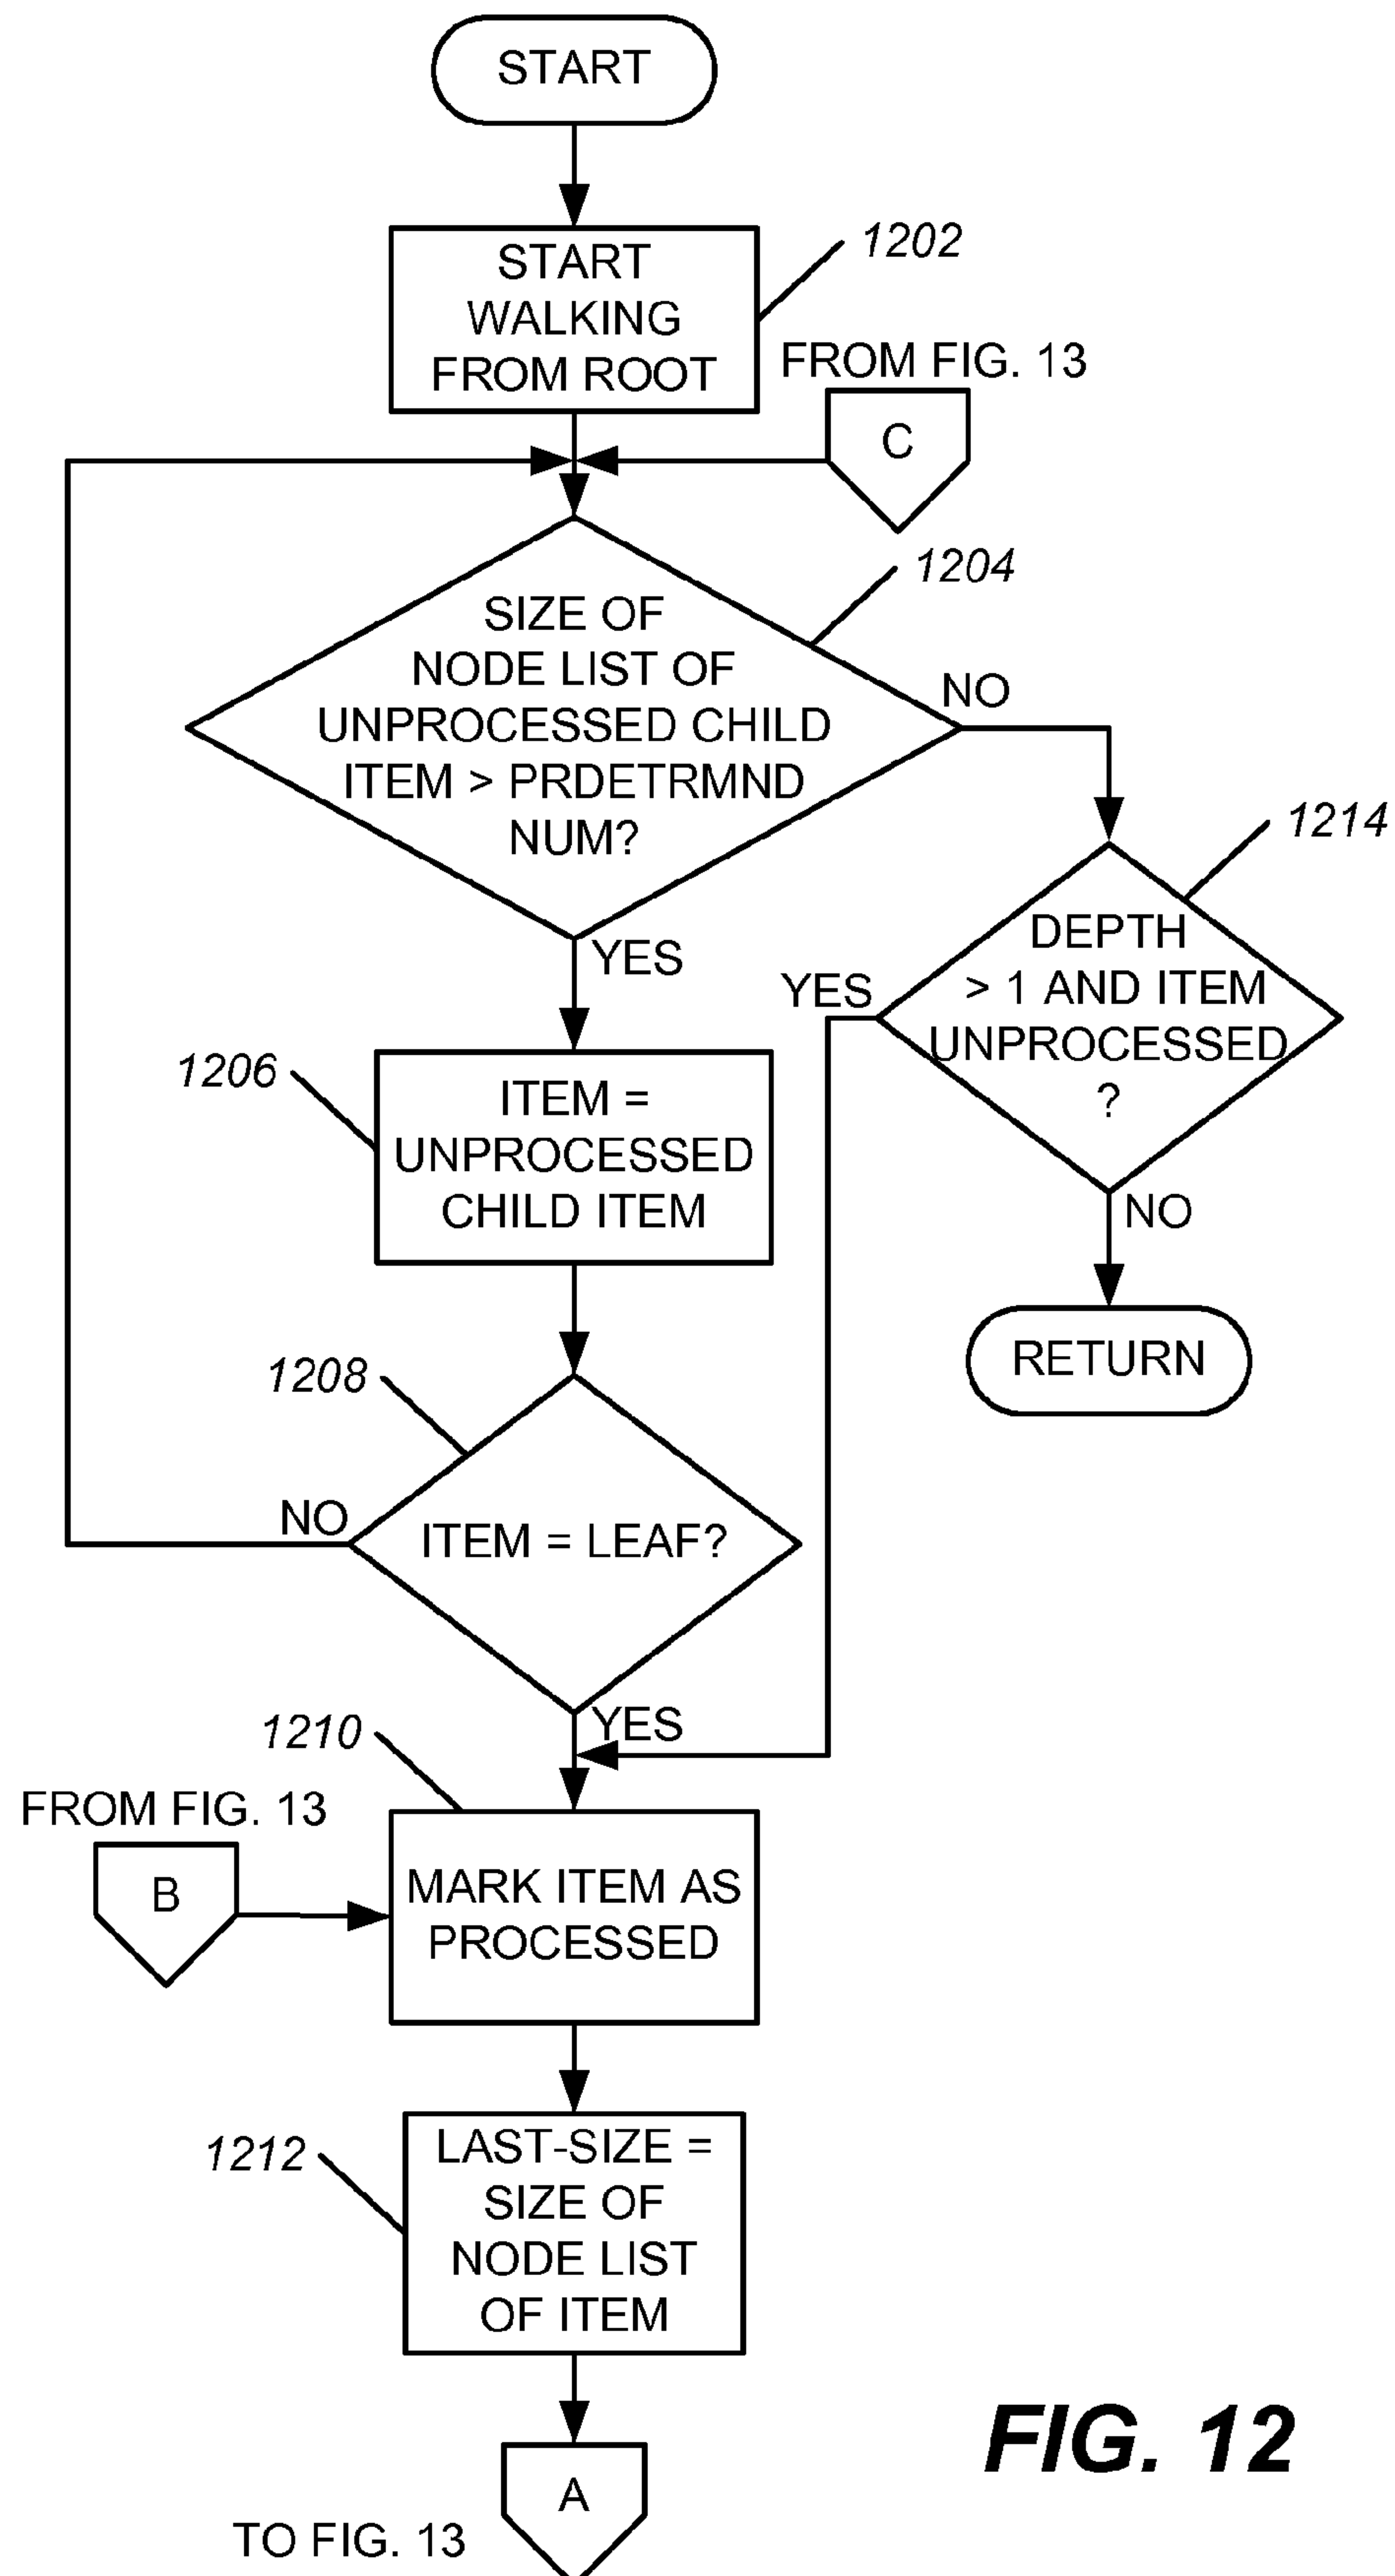 START
START
WALKING
FROM ROOT
1202
FROM FIG. 13
C
SIZE OF
NODE LIST OF
UNPROCESSED CHILD
ITEM > PRDETRMND
NUM?
1204
NO
YES
DEPTH
> 1 AND ITEM
UNPROCESSED
?
1214
YES
NO
RETURN
ITEM =
UNPROCESSED
CHILD ITEM
1206
ITEM = LEAF?
1208
NO
YES
1210
FROM FIG. 13
B
MARK ITEM AS
PROCESSED
1212
LAST-SIZE =
SIZE OF
NODE LIST
OF ITEM
A
TO FIG. 13
FIG. 12